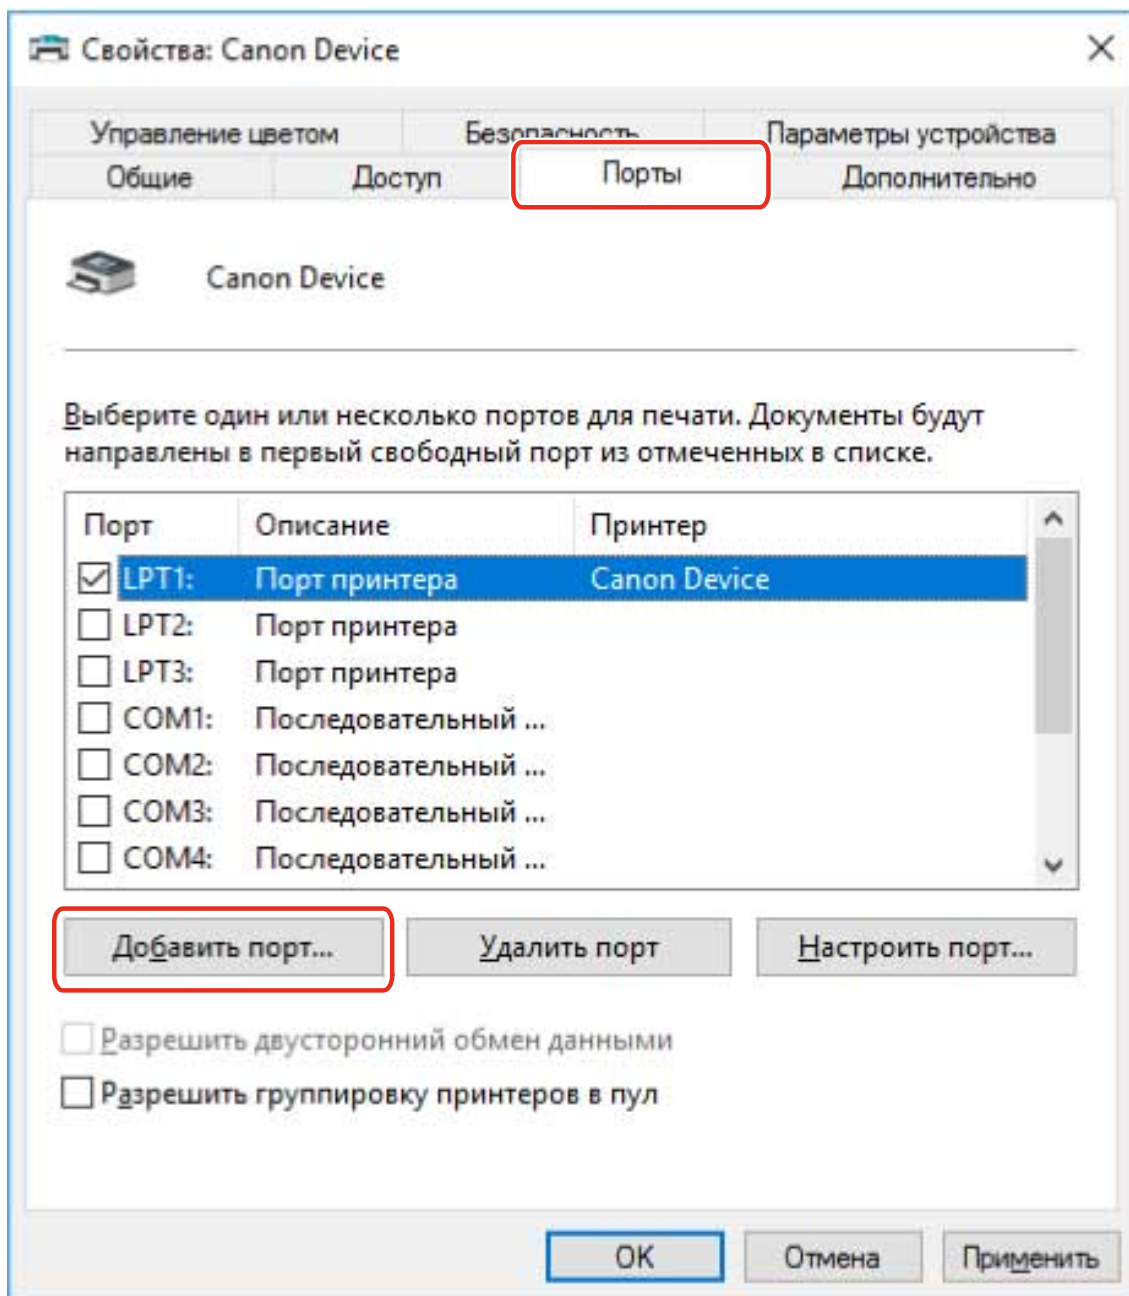 Свойства: Canon Device
Управление цветом Безопасность Параметры устройства
Общие Доступ Порты Дополнительно
Canon Device
Выберите один или несколько портов для печати. Документы будут
направлены в первый свободный порт из отмеченных в списке.
Порт Описание Принтер
LPT1: Порт принтера Canon Device
LPT2: Порт принтера
LPT3: Порт принтера
COM1: Последовательный ...
COM2: Последовательный ...
COM3: Последовательный ...
COM4: Последовательный ...
Добавить порт... Удалить порт Настроить порт...
Разрешить двусторонний обмен данными
Разрешить группировку принтеров в пул
OK Отмена Применить